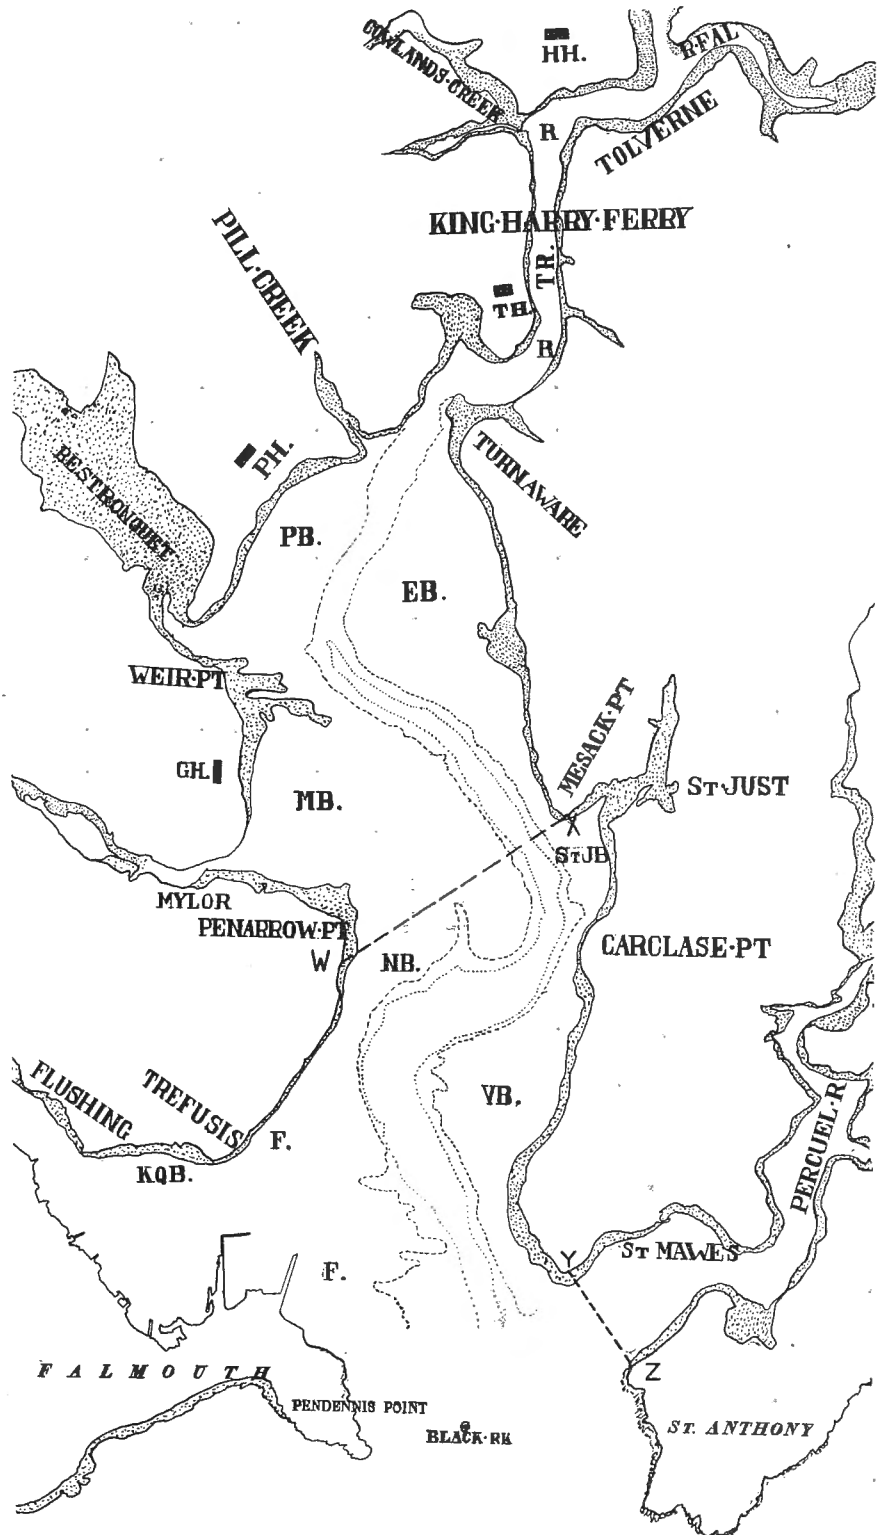 COWLANDS·CREEK
HH.
R·FAL
R
TOLVERNE
KING·HARRY·FERRY
PILL·CREEK
TR.
TH.
R
PH.
TURNAWARE
RESTRONGUET
PB.
EB.
WEIR·PT
MESACK·PT
GH.
MB.
ST·JUST
X
ST JB
MYLOR
PENARROW·PT
W
NB.
CARCLASE·PT
FLUSHING
TREFUSIS
F.
VB.
PERCUEL·R
KQB.
Y
ST MAWES
F.
Z
FALMOUTH
PENDENNIS POINT
BLACK·RK
ST. ANTHONY